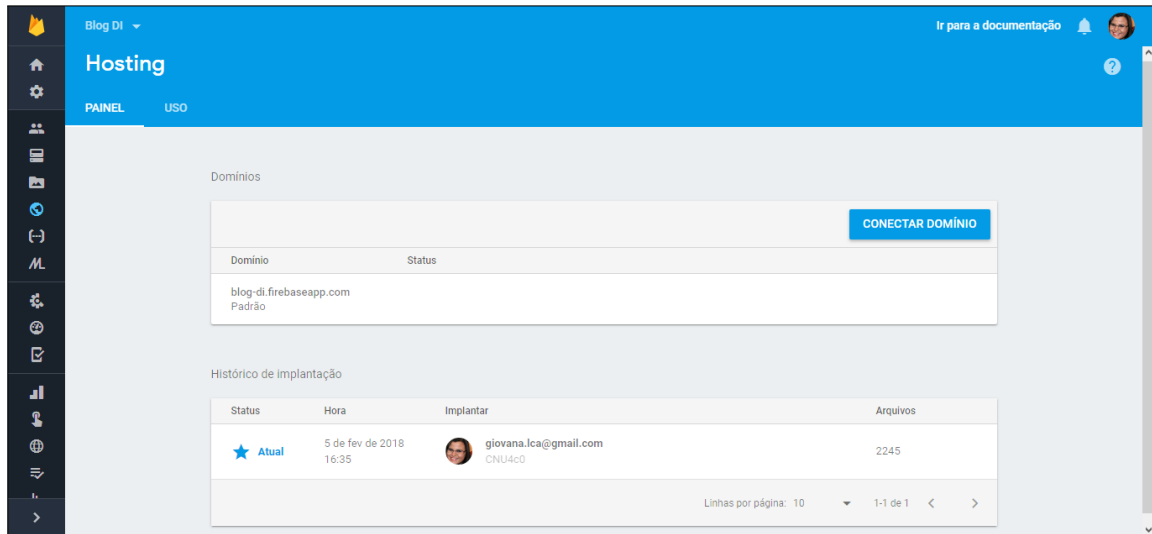 Blog DI
Ir para a documentação
Hosting
PAINEL USO
Domínios
CONECTAR DOMÍNIO
Domínio Status
blog-di.firebaseapp.com
Padrão
Histórico de implantação
Status Hora Implantar Arquivos
Atual 5 de fev de 2018 giovana.lca@gmail.com 2245
16:35 CNU4c0
Linhas por página: 10 1-1 de 1